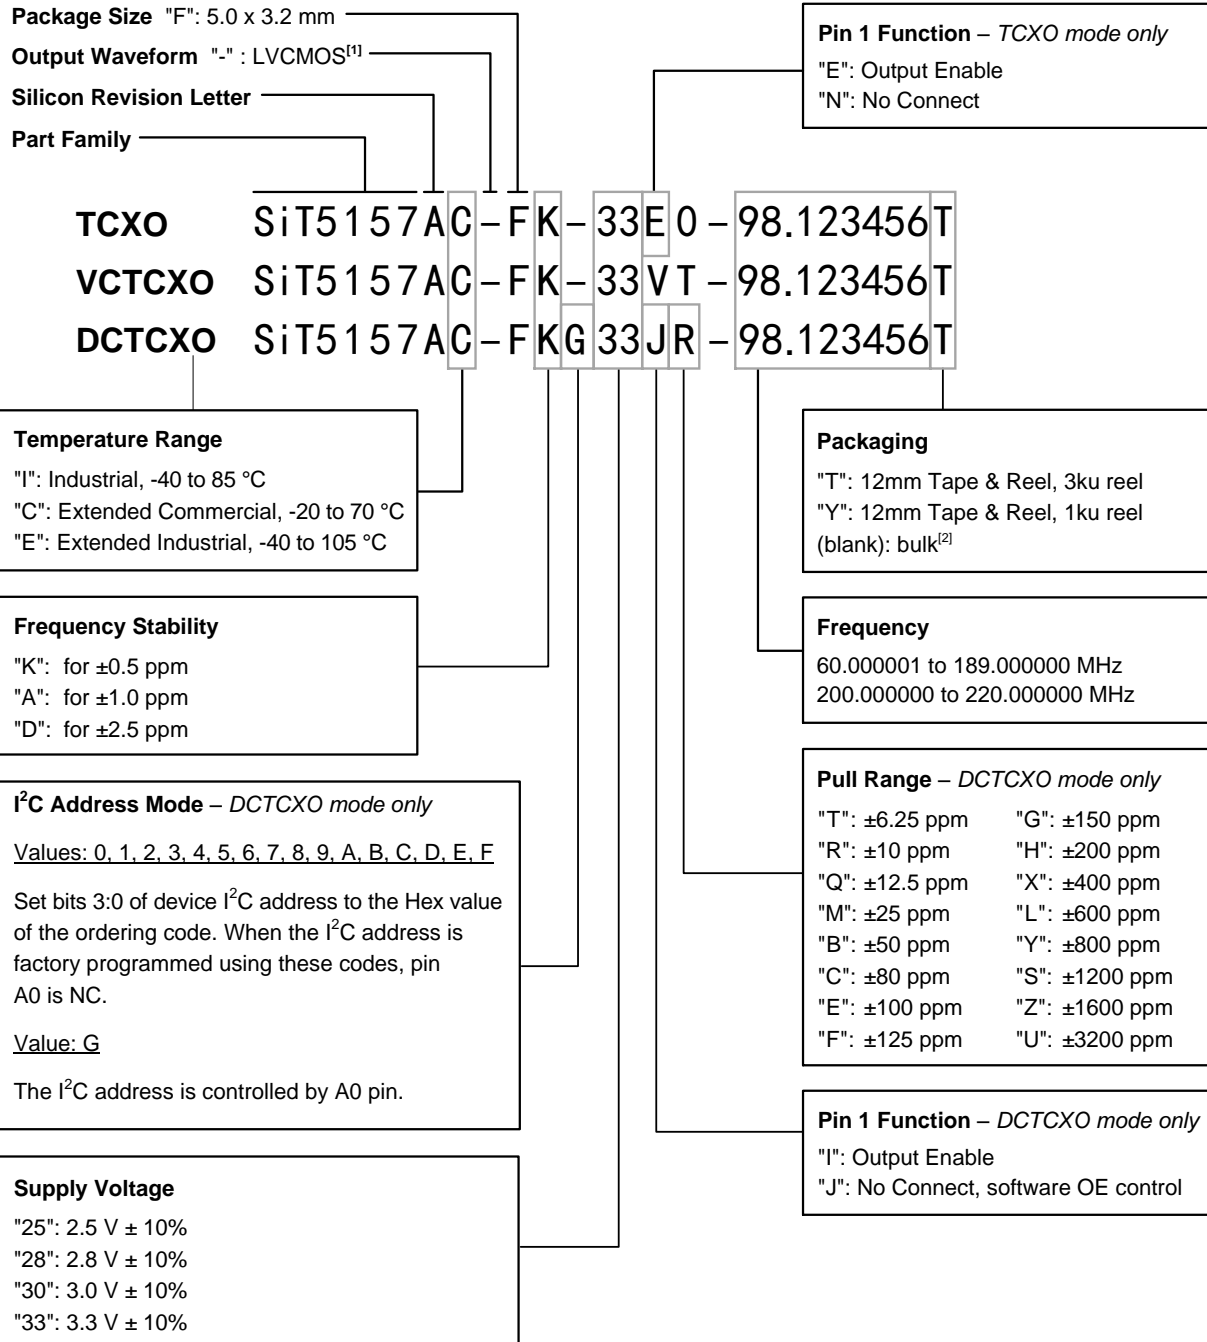 Package Size "F": 5.0 x 3.2 mm
Output Waveform "-" : LVCMOS[1]
Silicon Revision Letter
Part Family
Pin 1 Function – TCXO mode only
"E": Output Enable
"N": No Connect
TCXO SiT5157AC-FK-33E0-98.123456T
VCTCXO SiT5157AC-FK-33VT-98.123456T
DCTCXO SiT5157AC-FKG33JR-98.123456T
Temperature Range
"I": Industrial, -40 to 85 °C
"C": Extended Commercial, -20 to 70 °C
"E": Extended Industrial, -40 to 105 °C
Packaging
"T": 12mm Tape & Reel, 3ku reel
"Y": 12mm Tape & Reel, 1ku reel
(blank): bulk[2]
Frequency Stability
"K": for ±0.5 ppm
"A": for ±1.0 ppm
"D": for ±2.5 ppm
Frequency
60.000001 to 189.000000 MHz
200.000000 to 220.000000 MHz
I²C Address Mode – DCTCXO mode only
Values: 0, 1, 2, 3, 4, 5, 6, 7, 8, 9, A, B, C, D, E, F
Set bits 3:0 of device I²C address to the Hex value
of the ordering code. When the I²C address is
factory programmed using these codes, pin
A0 is NC.
Value: G
The I²C address is controlled by A0 pin.
Pull Range – DCTCXO mode only
"T": ±6.25 ppm "G": ±150 ppm
"R": ±10 ppm "H": ±200 ppm
"Q": ±12.5 ppm "X": ±400 ppm
"M": ±25 ppm "L": ±600 ppm
"B": ±50 ppm "Y": ±800 ppm
"C": ±80 ppm "S": ±1200 ppm
"E": ±100 ppm "Z": ±1600 ppm
"F": ±125 ppm "U": ±3200 ppm
Pin 1 Function – DCTCXO mode only
"I": Output Enable
"J": No Connect, software OE control
Supply Voltage
"25": 2.5 V ± 10%
"28": 2.8 V ± 10%
"30": 3.0 V ± 10%
"33": 3.3 V ± 10%